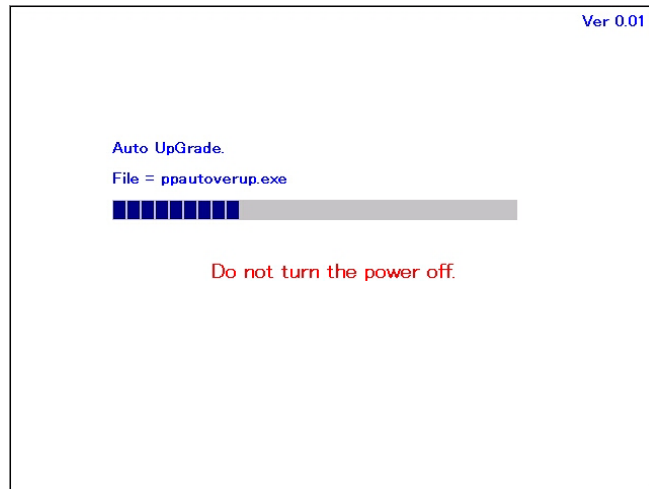 Ver 0.01
Auto UpGrade.
File = ppautoverup.exe
Do not turn the power off.